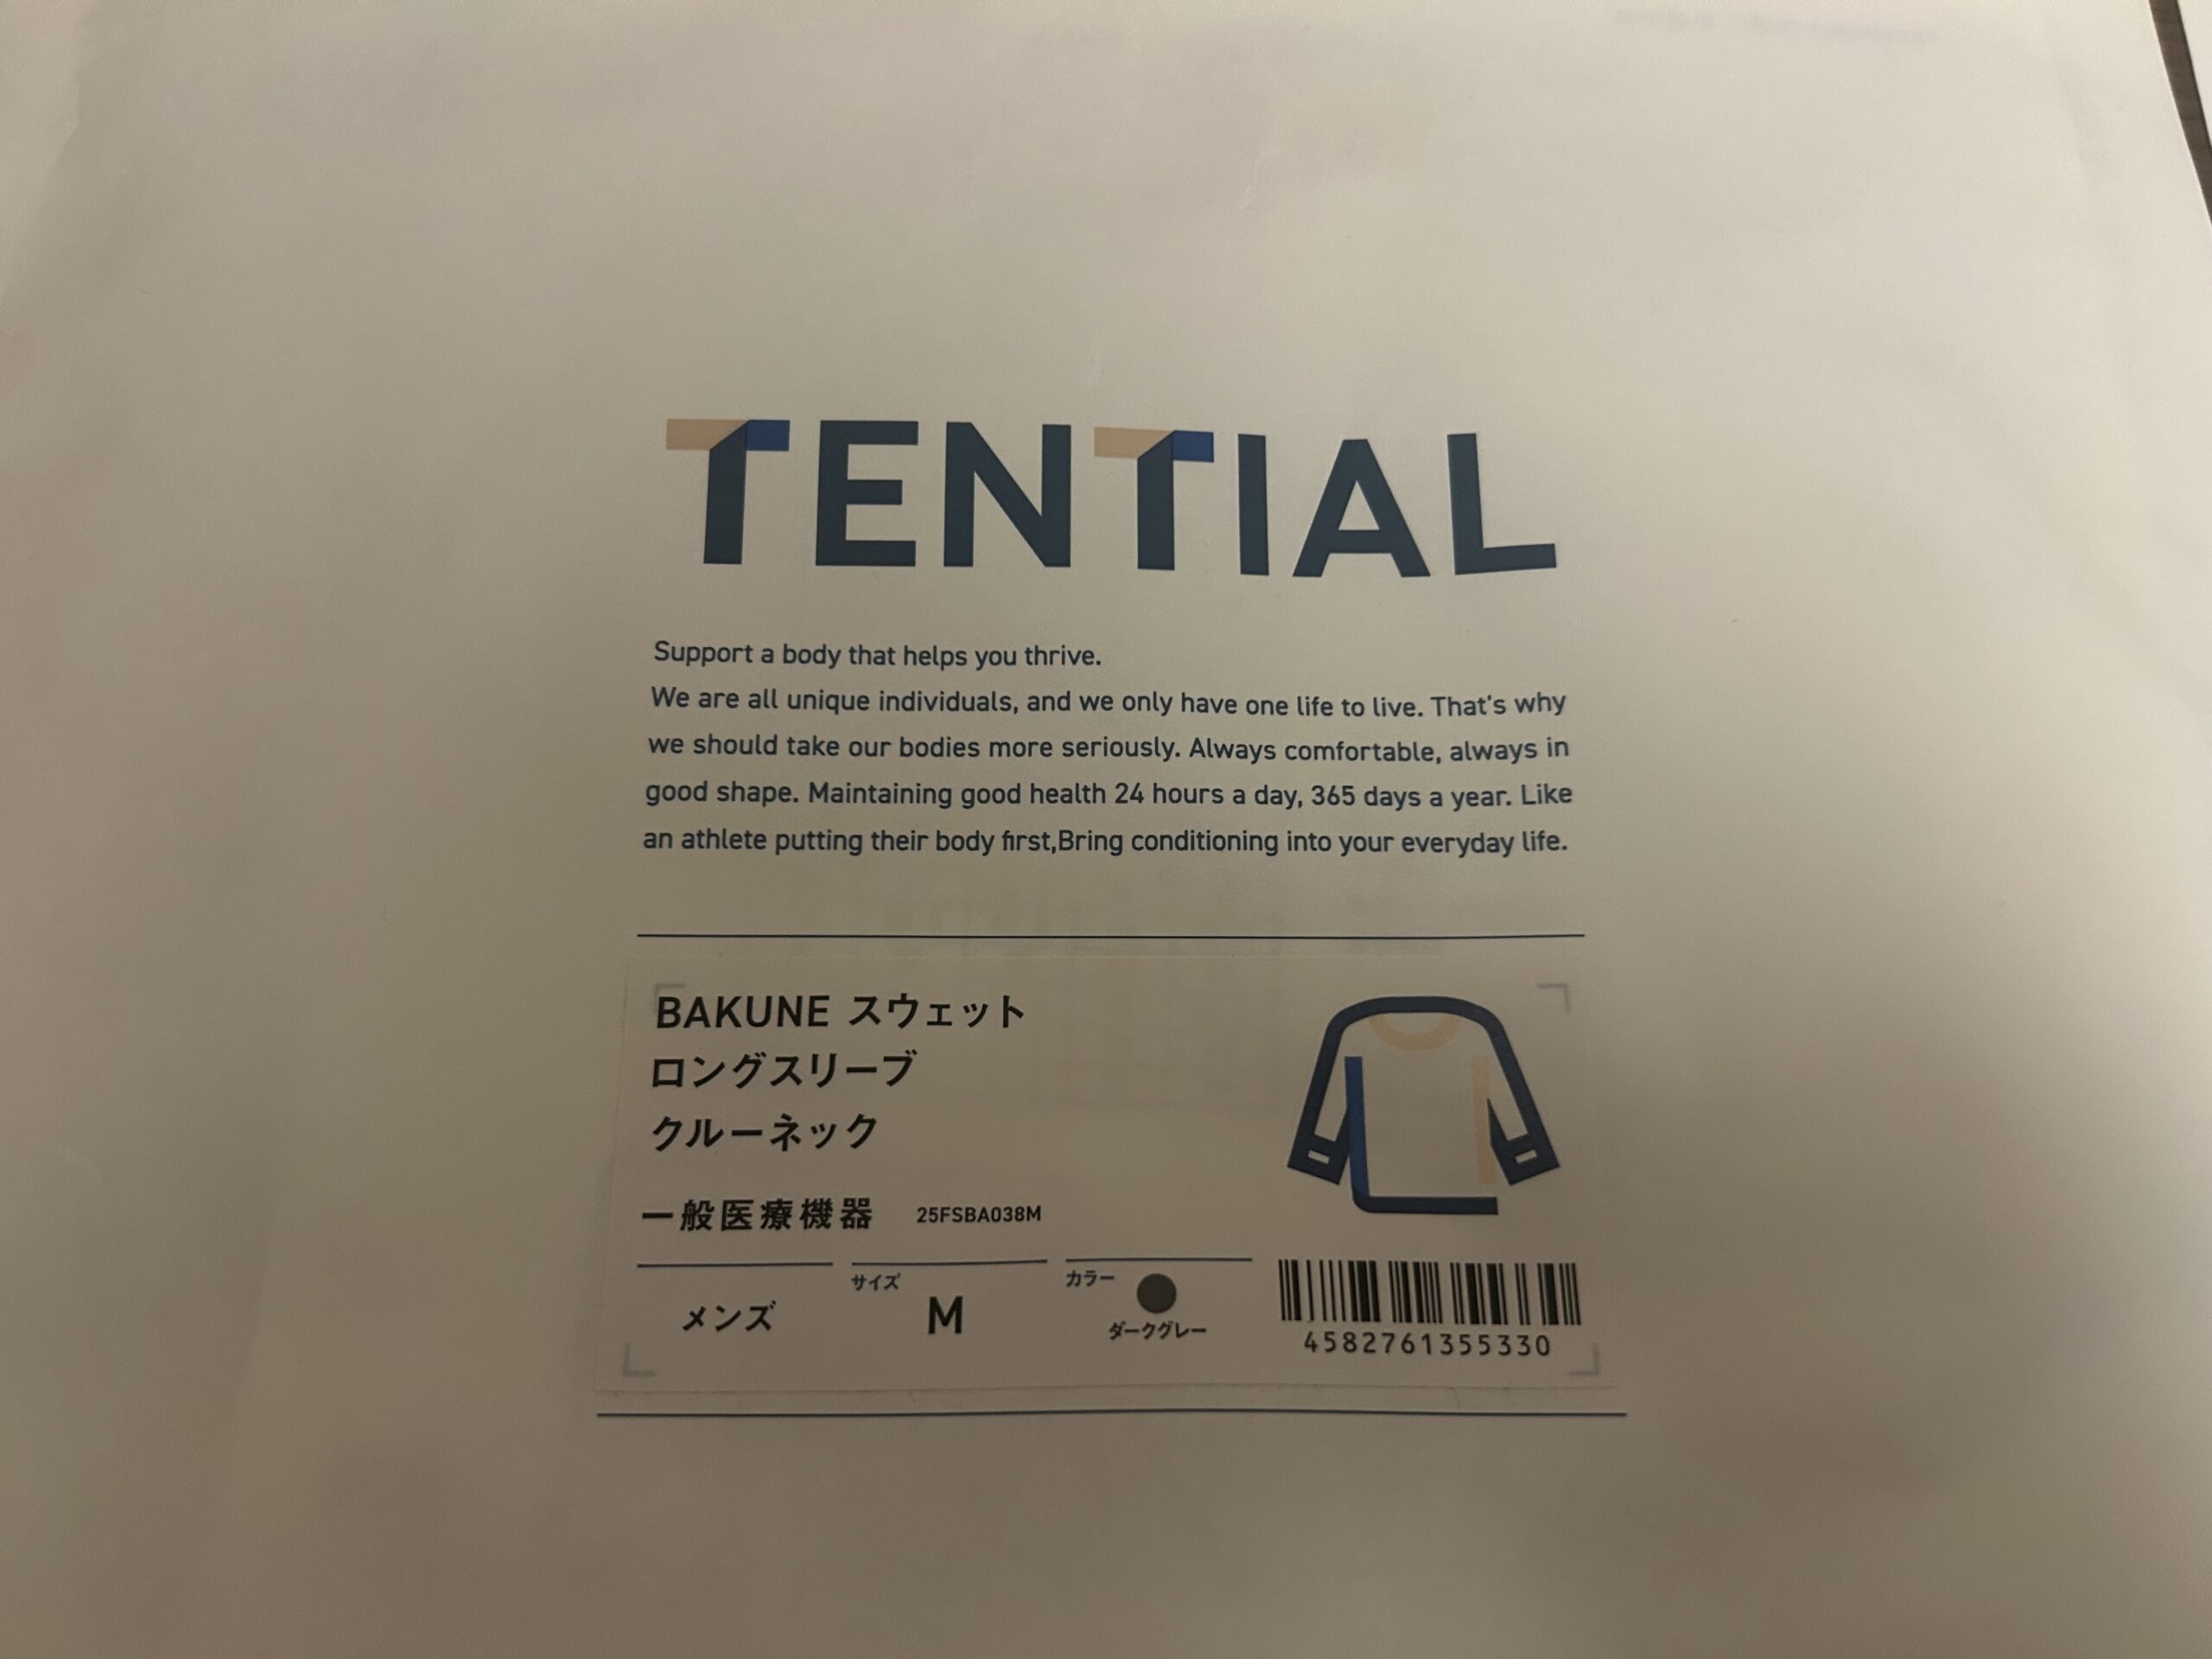 TENTIAL
Support a body that helps you thrive.
We are all unique individuals, and we only have one life to live. That's why
we should take our bodies more seriously. Always comfortable, always in
good shape. Maintaining good health 24 hours a day, 365 days a year. Like
an athlete putting their body first,Bring conditioning into your everyday life.
BAKUNE スウェット
ロングスリーブ
クルーネック
一般医療機器 25FSBA038M
メンズ
サイズ
M
カラー
ダークグレー
4582761355330